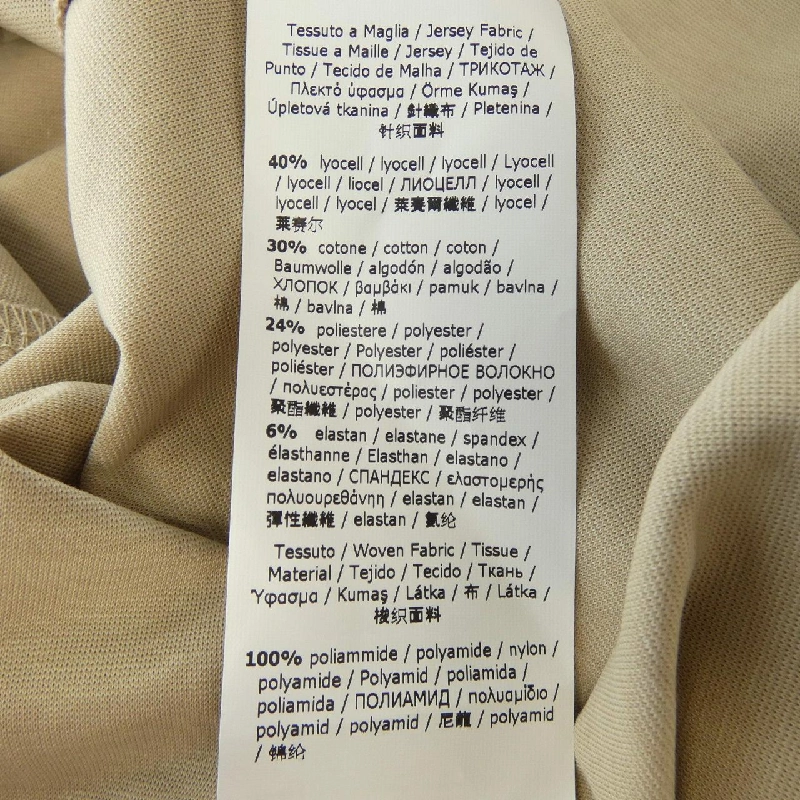 Tessuto a Maglia / Jersey Fabric /
Tissue a Maille / Jersey / Tejido de
Punto / Tecido de Malha / ТРИКОТАЖ /
Πλεκτό ύφασμα / Örme Kumaş /
Úpletová tkanina / 針織布 / Pletenina /
针织面料
40% lyocell / lyocell / lyocell / Lyocell
/ lyocell / liocel / ЛИОЦЕЛЛ / lyocell /
lyocell / lyocel / 萊賽爾纖維 / lyocel /
莱赛尔
30% cotone / cotton / coton /
Baumwolle / algodón / algodão /
ХЛОПОК / βαμβάκι / pamuk / bavlna /
棉 / bavlna / 棉
24% poliestere / polyester /
polyester / Polyester / poliéster /
poliéster / ПОЛИЭФИРНОЕ ВОЛОКНО
/ πολυεστέρας / poliester / polyester /
聚酯纖維 / polyester / 聚酯纤维
6% elastan / elastane / spandex /
élasthanne / Elasthan / elastano /
elastano / СПАНДЕКС / ελαστομερής
πολυουρεθάνηη / elastan / elastan /
彈性纖維 / elastan / 氨纶
Tessuto / Woven Fabric / Tissue /
Material / Tejido / Tecido / Ткань /
Ύφασμα / Kumaş / Látka / 布 / Látka /
梭织面料
100% poliammide / polyamide / nylon /
polyamide / Polyamid / poliamida /
poliamida / ПОЛИАМИД / πολυαμίδιο /
polyamid / polyamid / 尼龍 / polyamid
/ 锦纶